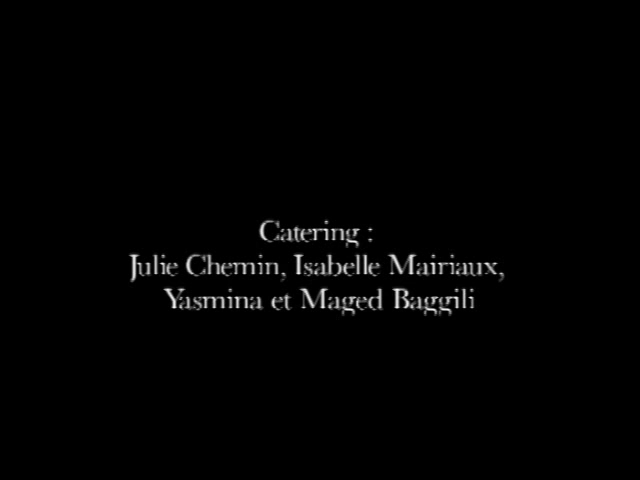 Catering :
Julie Chemin, Isabelle Mairiaux,
Yasmina et Maged Baggili